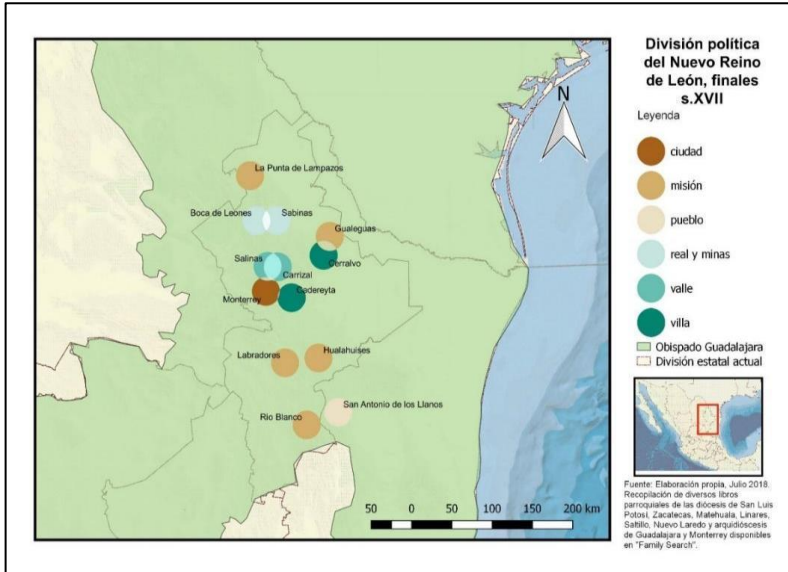 División política
del Nuevo Reino
de León, finales
s.XVII
Leyenda
ciudad
misión
pueblo
real y minas
valle
villa
Obispado Guadalajara
División estatal actual
N
La Punta de Lampazos
Boca de Leones
Sabinas
Gualeguas
Salinas
Cerralvo
Carrizal
Monterrey
Cadereyta
Labradores
Hualahuises
San Antonio de los Llanos
Rio Blanco
50 0 50 100 150 200 km
Fuente: Elaboración propia, Julio 2018.
Recopilación de diversos libros
parroquiales de las diócesis de San Luis
Potosí, Zacatecas, Matehuala, Linares,
Saltillo, Nuevo Laredo y arquidióscesis
de Guadalajara y Monterrey disponibles
en "Family Search".